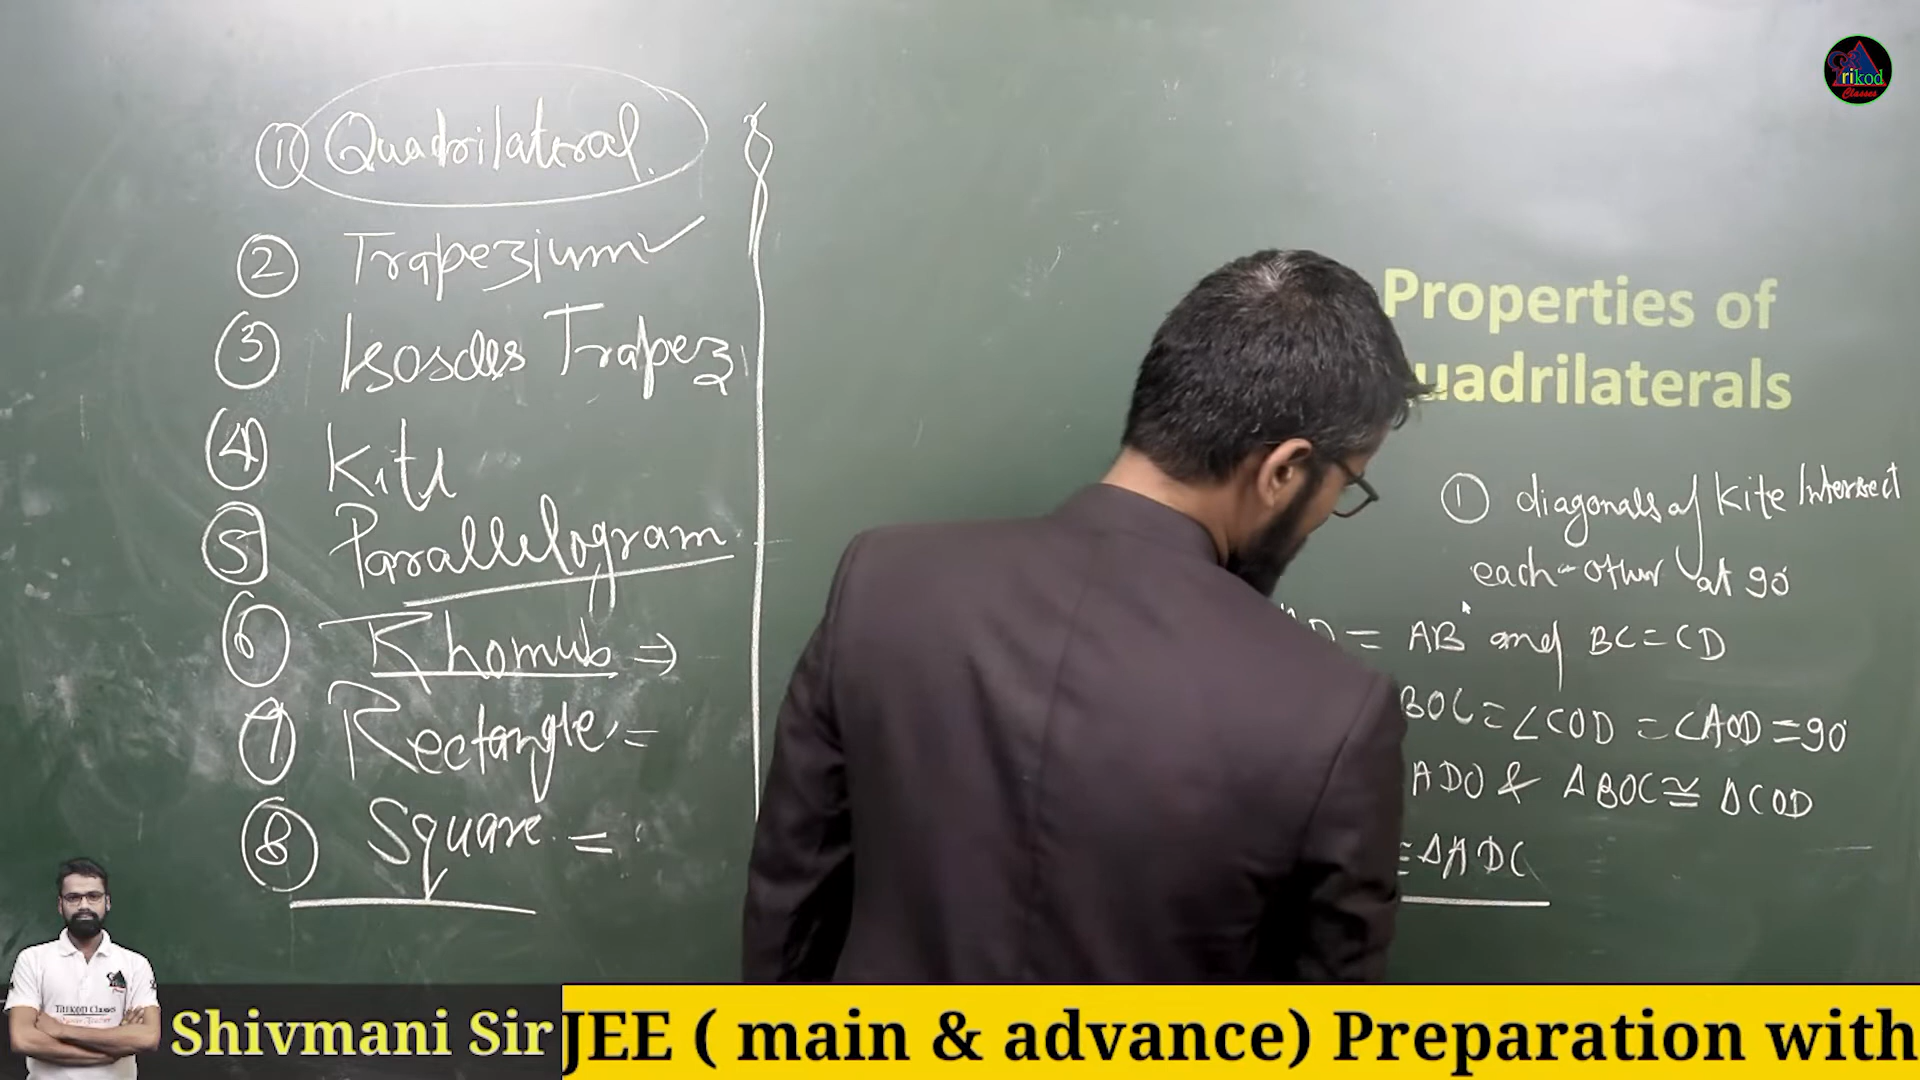 ① Quadrilateral.
② Trapezium ✓
③ Isosceles Trapez
④ Kite
⑤ Parallelogram
⑥ Rhomub ⇒
⑦ Rectangle =
⑧ Square =
rikod
Classes
Properties of
uadrilaterals
① diagonals of Kite Intersect
each-other at 90°
D = AB and BC = CD
BOC = ∠COD = ∠AOD = 90°
ADO & ΔBOC ≅ ΔCOD
= ΔADC
Shivmani Sir
JEE ( main & advance) Preparation with